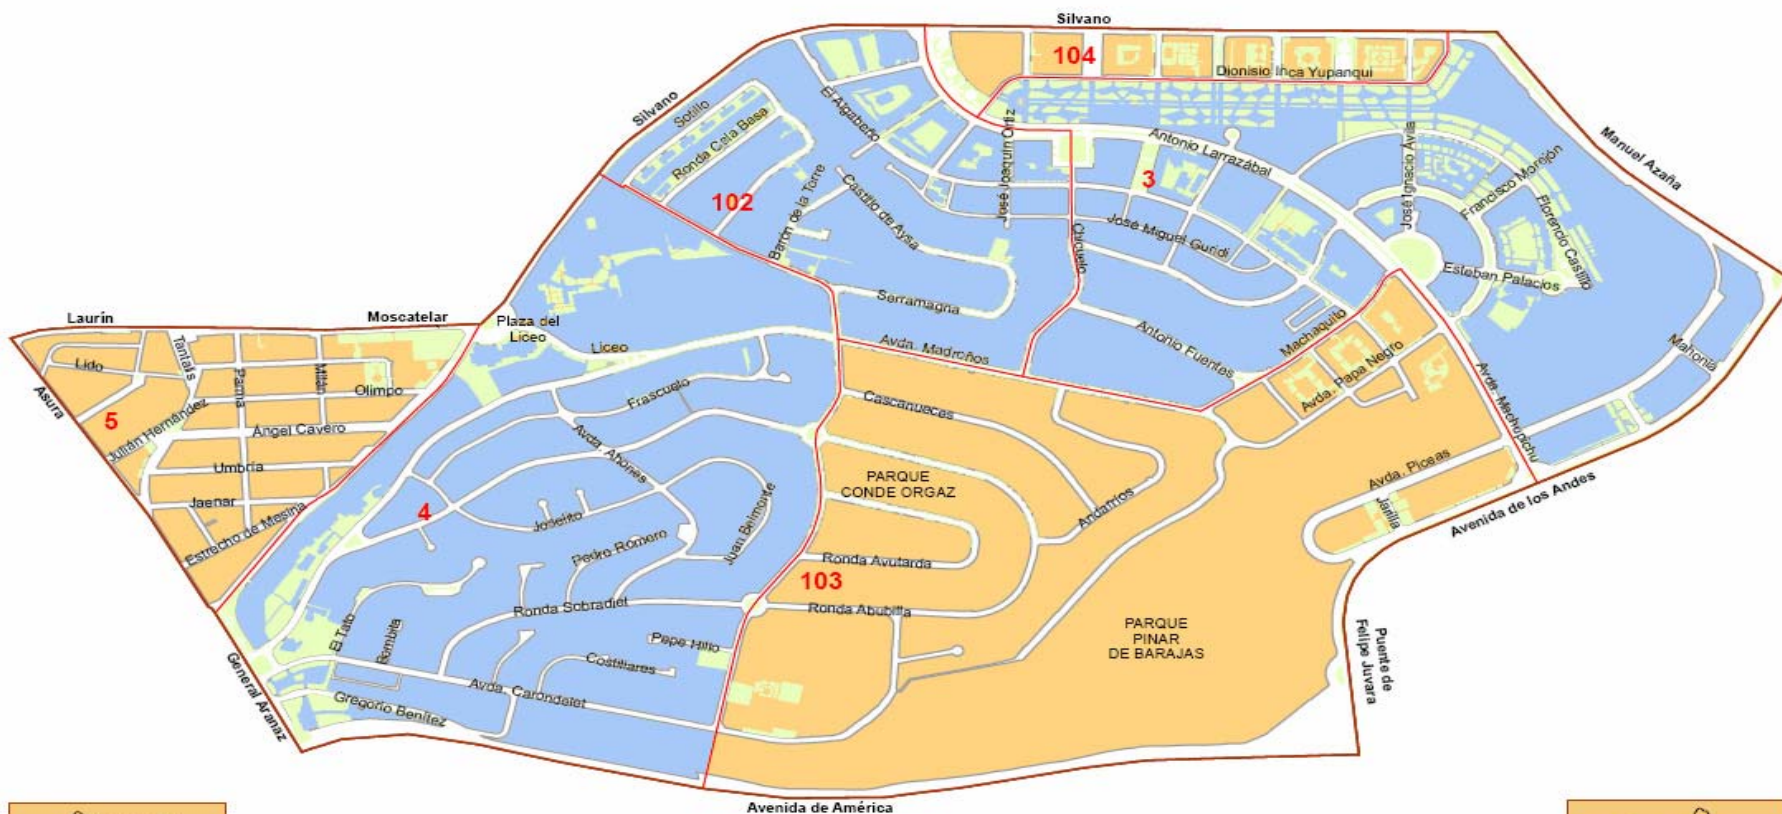 Silvano
104
Dionisio Inca Yupanqui
Silvano
Sotillo
Ronda Cela Basa
El Algabeño
José Joaquín Ortiz
Antonio Larrazábal
José Ignacio Ávila
Francisco Morejón
Manuel Azaña
3
102
Barón de la Torre
Castillo de Aysa
José Miguel Guridi
Florencio Castillo
Chicuelo
Esteban Palacios
Serramagna
Laurín
Moscatelar
Plaza del
Liceo
Liceo
Avda. Madroños
Antonio Fuentes
Machaquito
Mahonia
Tantalis
Lido
Parma
Milán
Olimpo
Asura
5
Julián Hernández
Ángel Cavero
Umbría
Jaenar
Estrecho de Mesina
Frascuelo
Cascanueces
Avda. Papa Negro
Avda. Machupichu
Avda. Ahones
PARQUE
CONDE ORGAZ
Avda. Piceas
Jarilla
Avenida de los Andes
4
Joselito
Juan Belmonte
Andarríos
Pedro Romero
Ronda Avutarda
103
Ronda Sobradiel
Ronda Abubilla
El Tato
Bombita
Pepe Hillo
Costillares
PARQUE
PINAR
DE BARAJAS
Puente de
Felipe Juvara
General Aranaz
Avda. Carondelet
Gregorio Benítez
Avenida de América